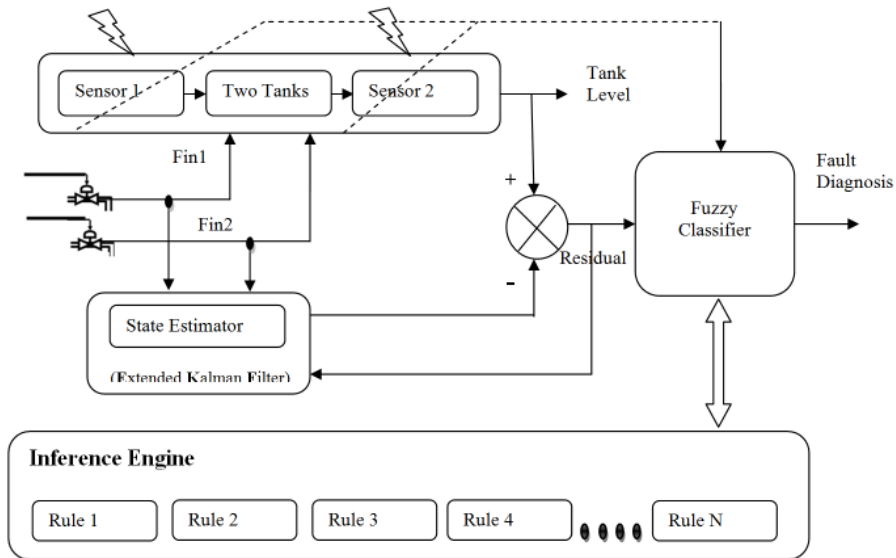 Sensor 1
Two Tanks
Sensor 2
Tank
Level
Fin1
Fin2
+
-
Residual
Fuzzy
Classifier
Fault
Diagnosis
State Estimator
(Extended Kalman Filter)
Inference Engine
Rule 1
Rule 2
Rule 3
Rule 4
Rule N